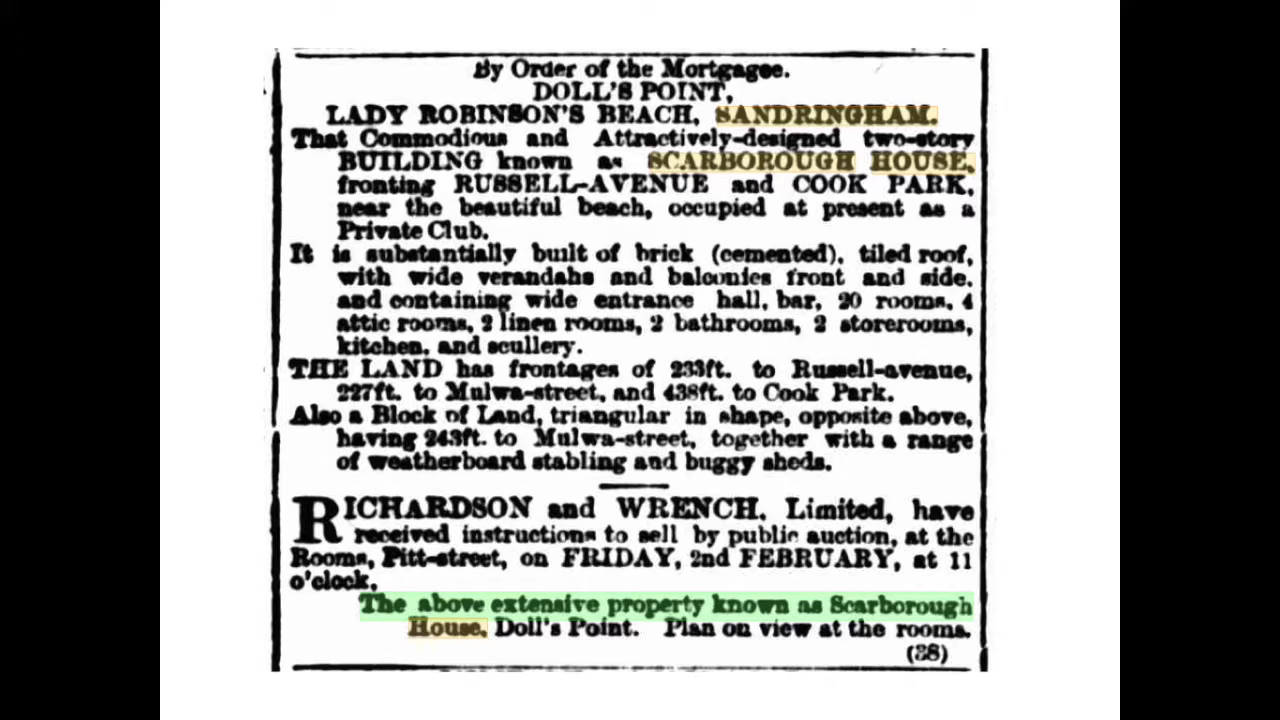 By Order of the Mortgagee.
DOLL'S POINT,
LADY ROBINSON'S BEACH, SANDRINGHAM.
That Commodious and Attractively-designed two-story
BUILDING known as SCARBOROUGH HOUSE,
fronting RUSSELL-AVENUE and COOK PARK,
near the beautiful beach, occupied at present as a
Private Club.
It is substantially built of brick (cemented), tiled roof,
with wide verandahs and balconies front and side,
and containing wide entrance hall, bar, 20 rooms, 4
attic rooms, 2 linen rooms, 2 bathrooms, 2 storerooms,
kitchen, and scullery.
THE LAND has frontages of 233ft. to Russell-avenue,
227ft. to Mulwa-street, and 438ft. to Cook Park.
Also a Block of Land, triangular in shape, opposite above,
having 243ft. to Mulwa-street, together with a range
of weatherboard stabling and buggy sheds.
RICHARDSON and WRENCH, Limited, have
received instructions to sell by public auction, at the
Rooms, Pitt-street, on FRIDAY, 2nd FEBRUARY, at 11
o'clock,
The above extensive property known as Scarborough
House, Doll's Point. Plan on view at the rooms.
(38)